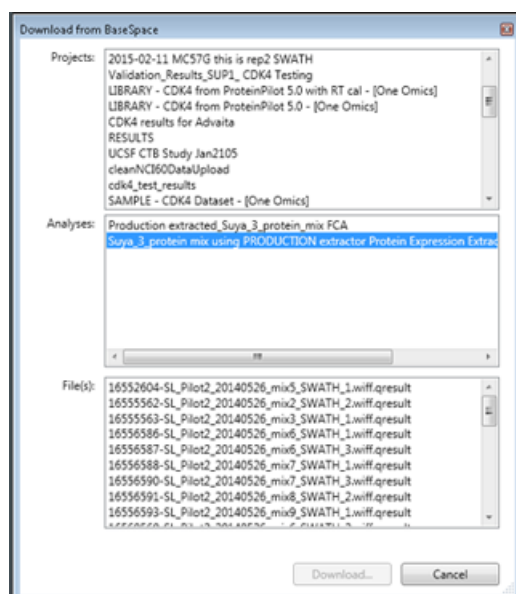 Download from BaseSpace
Projects:
2015-02-11 MC57G this is rep2 SWATH
Validation_Results_SUP1_ CDK4 Testing
LIBRARY - CDK4 from ProteinPilot 5.0 with RT cal - [One Omics]
LIBRARY - CDK4 from ProteinPilot 5.0 - [One Omics]
CDK4 results for Advaita
RESULTS
UCSF CTB Study Jan2105
cleanNCI60DataUpload
cdk4_test_results
SAMPLE - CDK4 Dataset - [One Omics]
Analyses:
Production extracted_Suya_3_protein_mix FCA
Suya_3_protein mix using PRODUCTION extractor Protein Expression Extrac
File(s):
16552604-SL_Pilot2_20140526_mix5_SWATH_1.wiff.qresult
16555562-SL_Pilot2_20140526_mix2_SWATH_2.wiff.qresult
16555563-SL_Pilot2_20140526_mix3_SWATH_1.wiff.qresult
16556586-SL_Pilot2_20140526_mix6_SWATH_1.wiff.qresult
16556587-SL_Pilot2_20140526_mix6_SWATH_3.wiff.qresult
16556588-SL_Pilot2_20140526_mix7_SWATH_1.wiff.qresult
16556590-SL_Pilot2_20140526_mix7_SWATH_3.wiff.qresult
16556591-SL_Pilot2_20140526_mix8_SWATH_2.wiff.qresult
16556593-SL_Pilot2_20140526_mix9_SWATH_1.wiff.qresult
Download...
Cancel